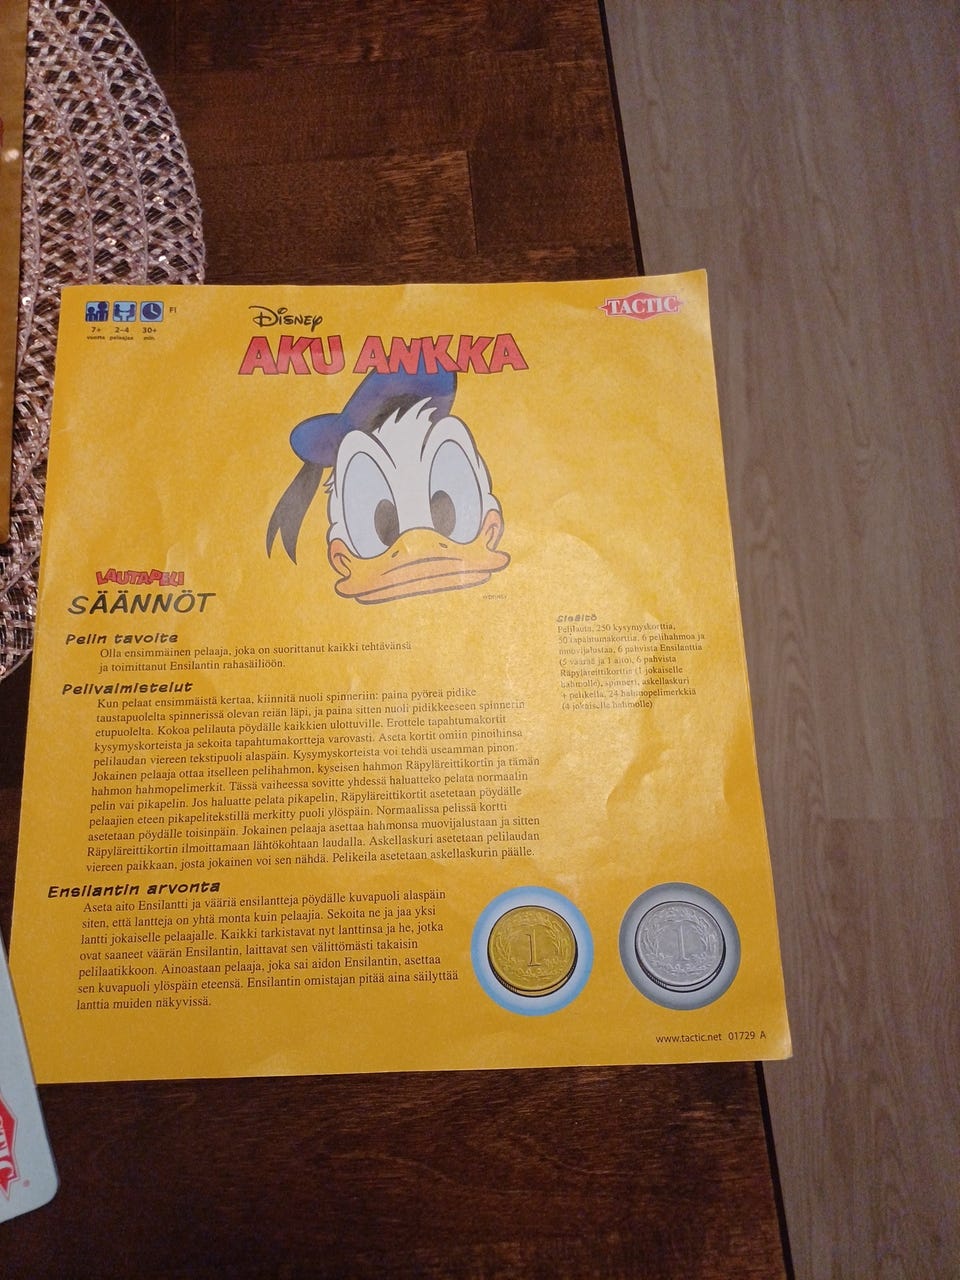 FI
7+ 2-4 30+
vuotta pelaajaa min.
Disney
TACTIC
AKU ANKKA
©DISNEY
LAUTAPELI
SÄÄNNÖT
Pelin tavoite
Olla ensimmäinen pelaaja, joka on suorittanut kaikki tehtävänsä
ja toimittanut Ensilantin rahasäiliöön.
Pelivalmistelut
Kun pelaat ensimmäistä kertaa, kiinnitä nuoli spinneriin: paina pyöreä pidike
taustapuolelta spinnerissä olevan reiän läpi, ja paina sitten nuoli pidikkeeseen spinnerin
etupuolelta. Kokoa pelilauta pöydälle kaikkien ulottuville. Erottele tapahtumakortit
kysymyskorteista ja sekoita tapahtumakortteja varovasti. Aseta kortit omiin pinoihinsa
pelilaudan viereen tekstipuoli alaspäin. Kysymyskorteista voi tehdä useamman pinon.
Jokainen pelaaja ottaa itselleen pelihahmon, kyseisen hahmon Räpyläreittikortin ja tämän
hahmon hahmopelimerkit. Tässä vaiheessa sovitte yhdessä haluatteko pelata normaalin
pelin vai pikapelin. Jos haluatte pelata pikapelin, Räpyläreittikortit asetetaan pöydälle
pelaajien eteen pikapelitekstillä merkitty puoli ylöspäin. Normaalissa pelissä kortti
asetetaan pöydälle toisinpäin. Jokainen pelaaja asettaa hahmonsa muovijalustaan ja sitten
Räpyläreittikortin ilmoittamaan lähtökohtaan laudalla. Askellaskuri asetetaan pelilaudan
viereen paikkaan, josta jokainen voi sen nähdä. Pelikeila asetetaan askellaskurin päälle.
Sisältö
Pelilauta, 250 kysymyskorttia,
50 tapahtumakorttia, 6 pelihahmoa ja
muovijalustaa, 6 pahvista Ensilanttia
(5 väärää ja 1 aito), 6 pahvista
Räpyläreittikorttia (1 jokaiselle
hahmolle), spinneri, askellaskuri
+ pelikeila, 24 hahmopelimerkkiä
(4 jokaiselle hahmolle)
Ensilantin arvonta
Aseta aito Ensilantti ja vääriä ensilantteja pöydälle kuvapuoli alaspäin
siten, että lantteja on yhtä monta kuin pelaajia. Sekoita ne ja jaa yksi
lantti jokaiselle pelaajalle. Kaikki tarkistavat nyt lanttinsa ja he, jotka
ovat saaneet väärän Ensilantin, laittavat sen välittömästi takaisin
pelilaatikkoon. Ainoastaan pelaaja, joka sai aidon Ensilantin, asettaa
sen kuvapuoli ylöspäin eteensä. Ensilantin omistajan pitää aina säilyttää
lanttia muiden näkyvissä.
1 1
www.tactic.net 01729 A